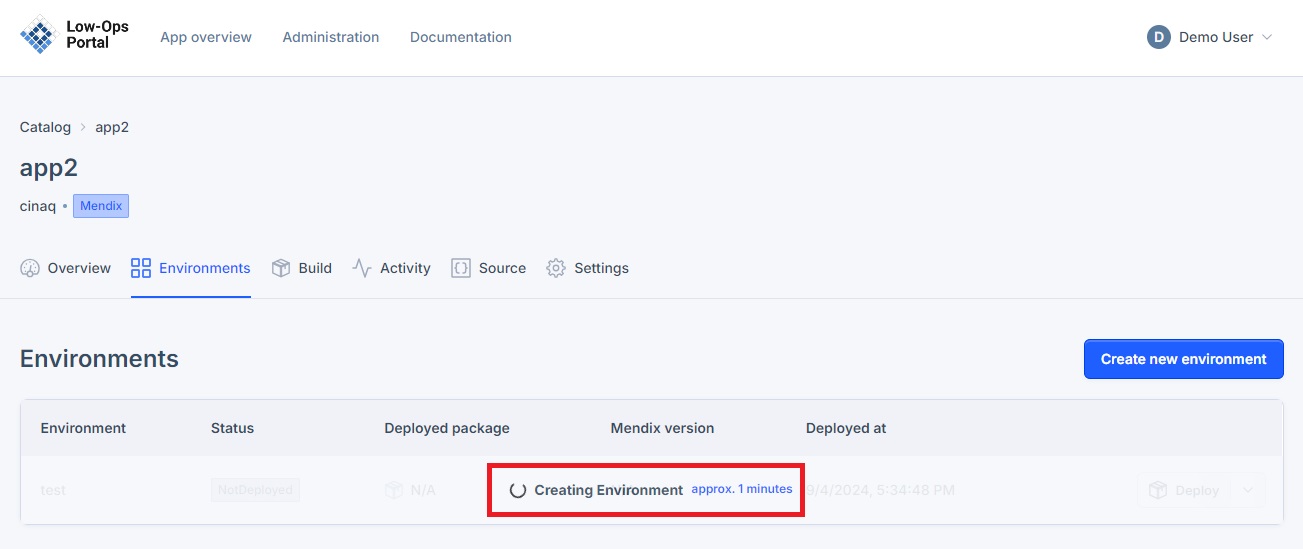 Low-Ops
Portal
App overview Administration Documentation
D Demo User
Catalog > app2
app2
cinaq • Mendix
Overview Environments Build Activity Source Settings
Environments
Create new environment
Environment Status Deployed package Mendix version Deployed at
test NotDeployed N/A Creating Environment approx. 1 minutes 9/4/2024, 5:34:48 PM Deploy